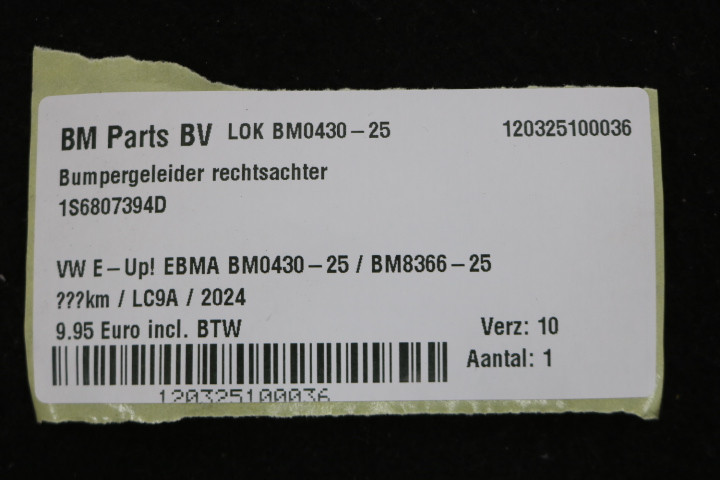 BM Parts BV LOK BM0430-25 120325100036
Bumpergeleider rechtsachter
1S6807394D
VW E-Up! EBMA BM0430-25 / BM8366-25
???km / LC9A / 2024
9.95 Euro incl. BTW Verz: 10
Aantal: 1
120325100036